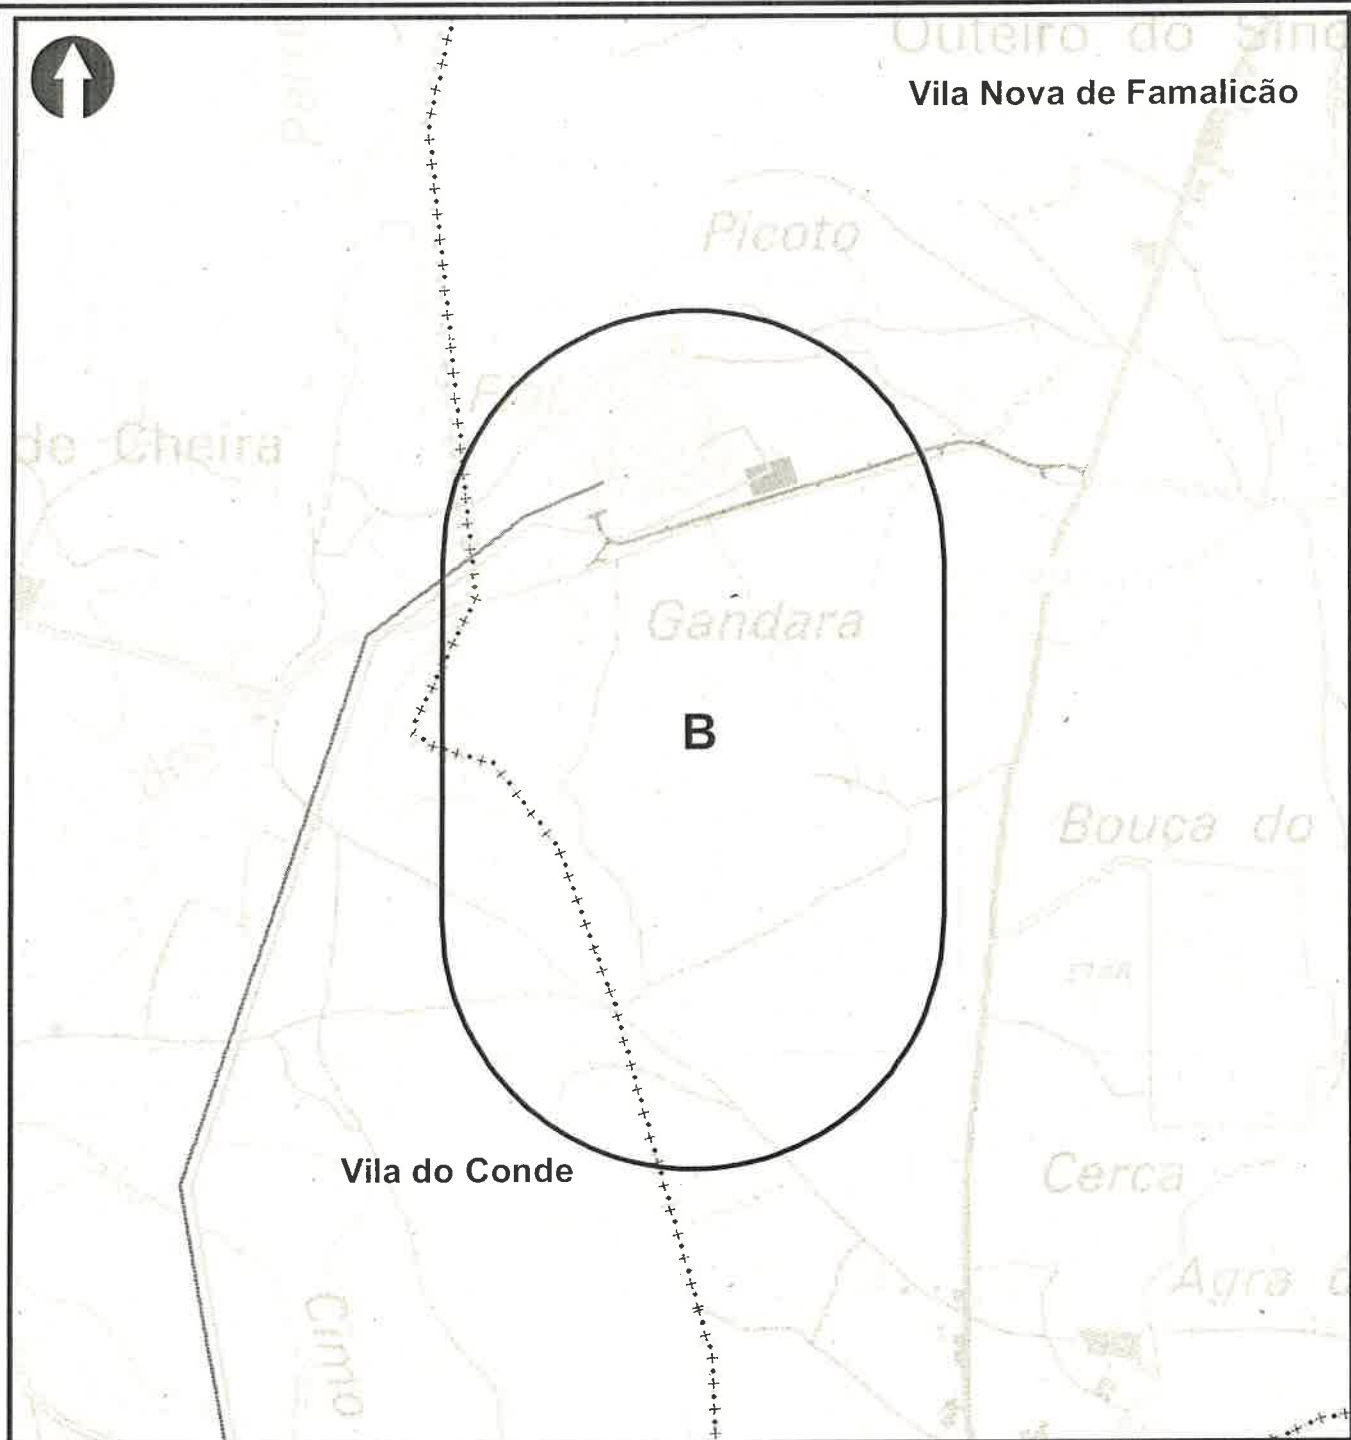 Outeiro do
Vila Nova de Famalicão
Picoto
de Cheira
Gandara
B
Bouça do
Vila do Conde
Cerca
Agra
Cimo